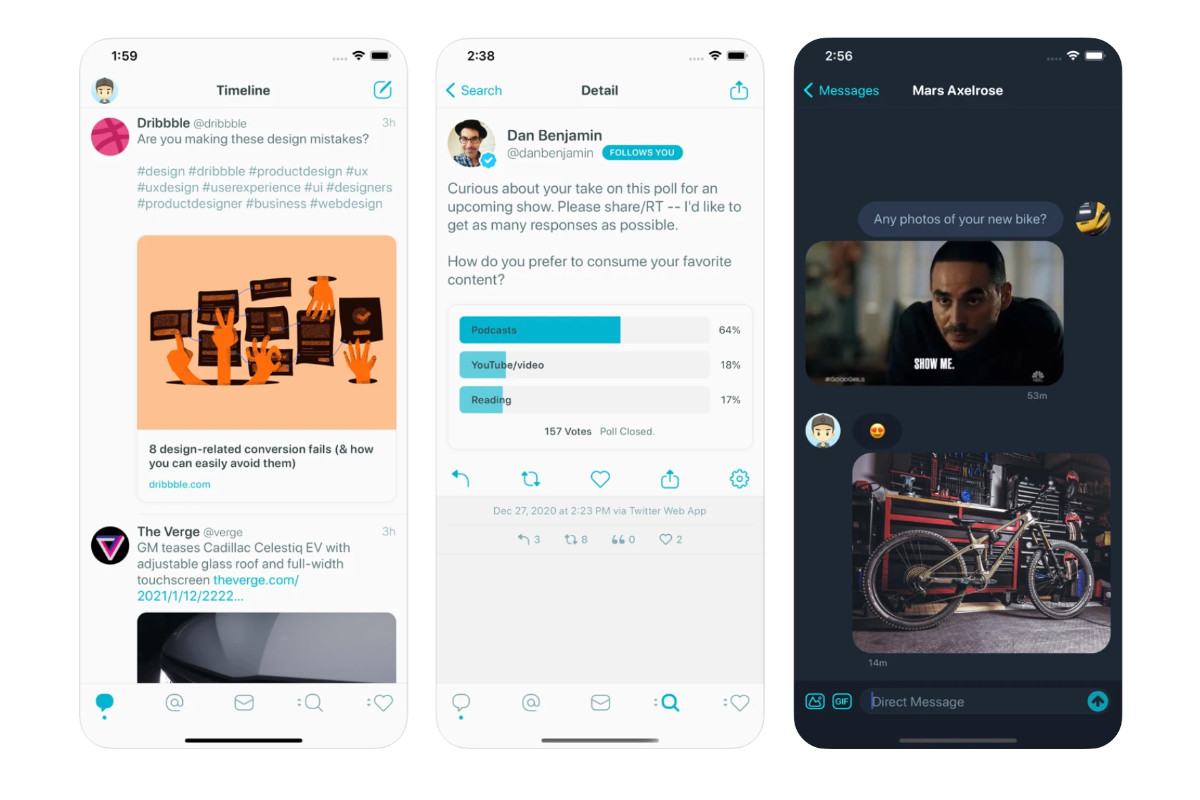 1:59
Timeline
Dribbble @dribbble 3h
Are you making these design mistakes?
#design #dribbble #productdesign #ux
#uxdesign #userexperience #ui #designers
#productdesigner #business #webdesign
8 design-related conversion fails (& how
you can easily avoid them)
dribbble.com
The Verge @verge 3h
GM teases Cadillac Celestiq EV with
adjustable glass roof and full-width
touchscreen theverge.com/
2021/1/12/2222...
2:38
Search Detail
Dan Benjamin
@danbenjamin FOLLOWS YOU
Curious about your take on this poll for an
upcoming show. Please share/RT -- I'd like to
get as many responses as possible.
How do you prefer to consume your favorite
content?
Podcasts 64%
YouTube/video 18%
Reading 17%
157 Votes Poll Closed.
Dec 27, 2020 at 2:23 PM via Twitter Web App
3 8 0 2
2:56
Messages Mars Axelrose
Any photos of your new bike?
SHOW ME.
#GOODGIRLS
53m
14m
GIF Direct Message